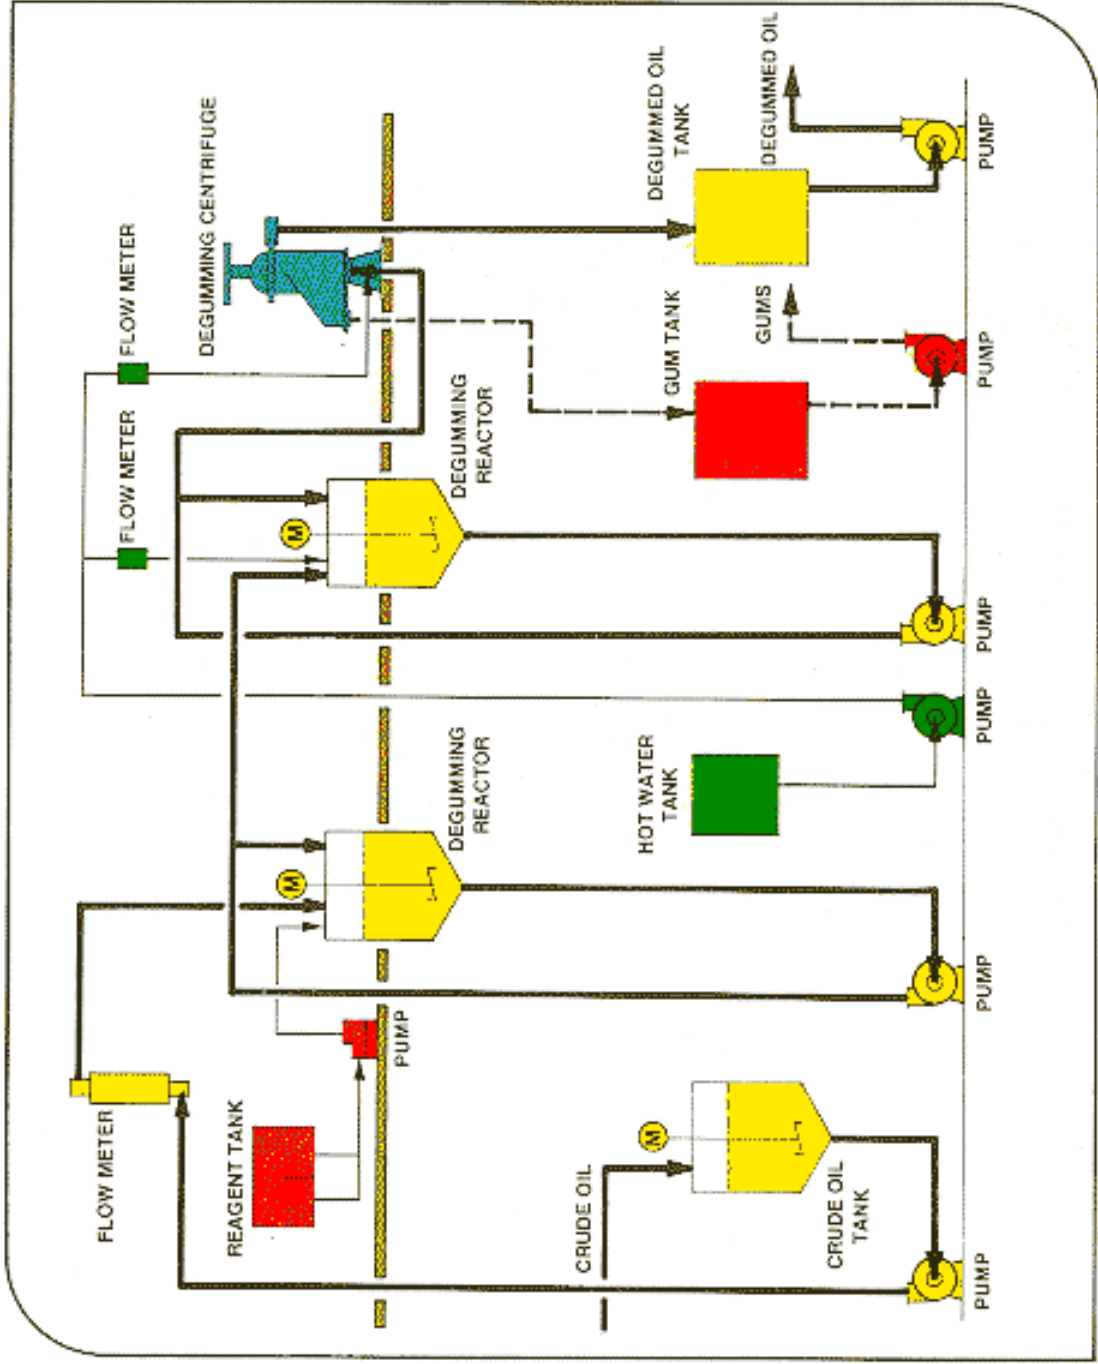 FLOW METER
REAGENT TANK
PUMP
CRUDE OIL
CRUDE OIL
TANK
PUMP
M
M
DEGUMMING
REACTOR
PUMP
HOT WATER
TANK
PUMP
FLOW METER
M
DEGUMMING
REACTOR
PUMP
FLOW METER
DEGUMMING CENTRIFUGE
GUM TANK
GUMS
PUMP
DEGUMMED OIL
TANK
DEGUMMED OIL
PUMP